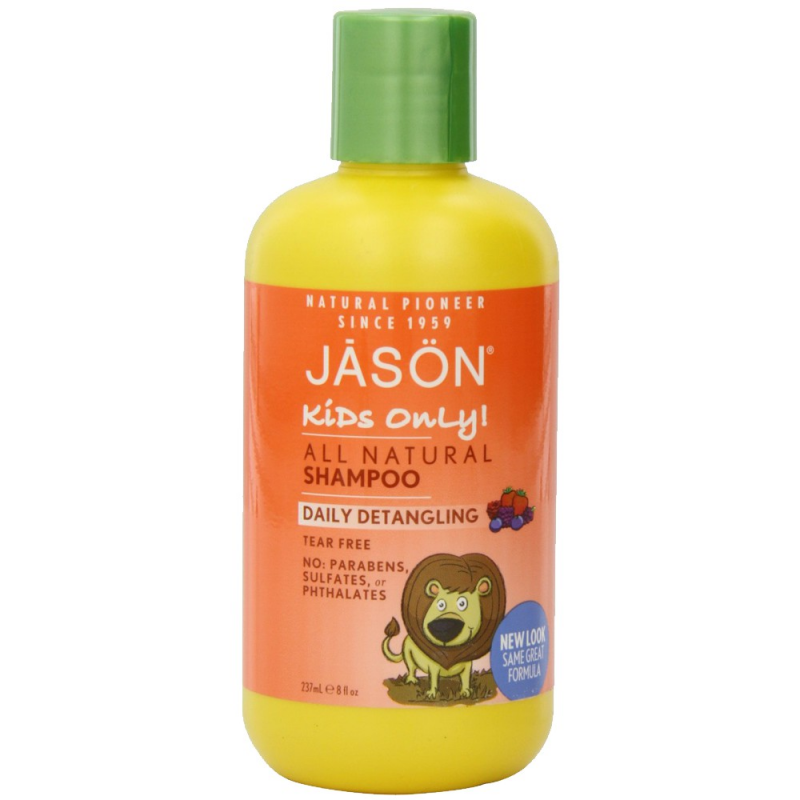 NATURAL PIONEER
SINCE 1959
JĀSÖN®
KiDS ONLY!
ALL NATURAL
SHAMPOO
DAILY DETANGLING
TEAR FREE
NO: PARABENS,
SULFATES, or
PHTHALATES
NEW LOOK
SAME GREAT
FORMULA
237mL ℮ 8 fl oz